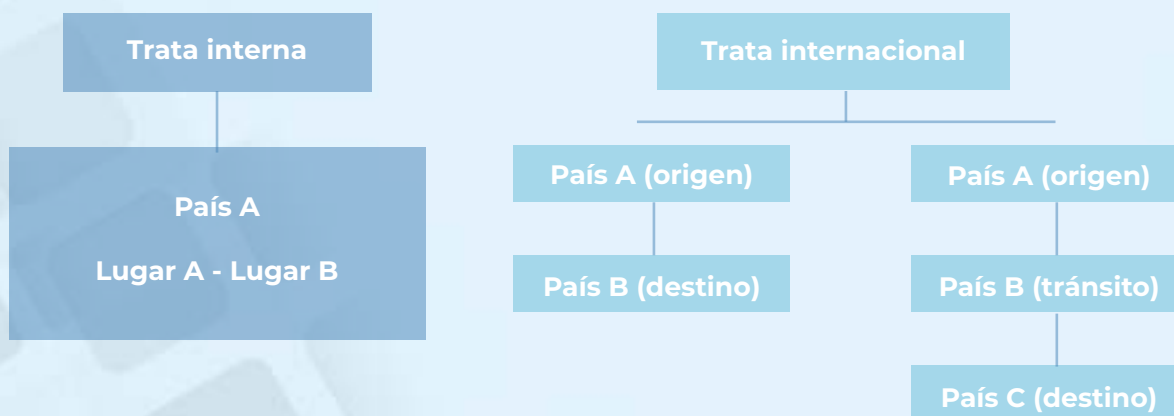 Trata interna
País A
Lugar A - Lugar B
Trata internacional
País A (origen)
País B (destino)
País A (origen)
País B (tránsito)
País C (destino)